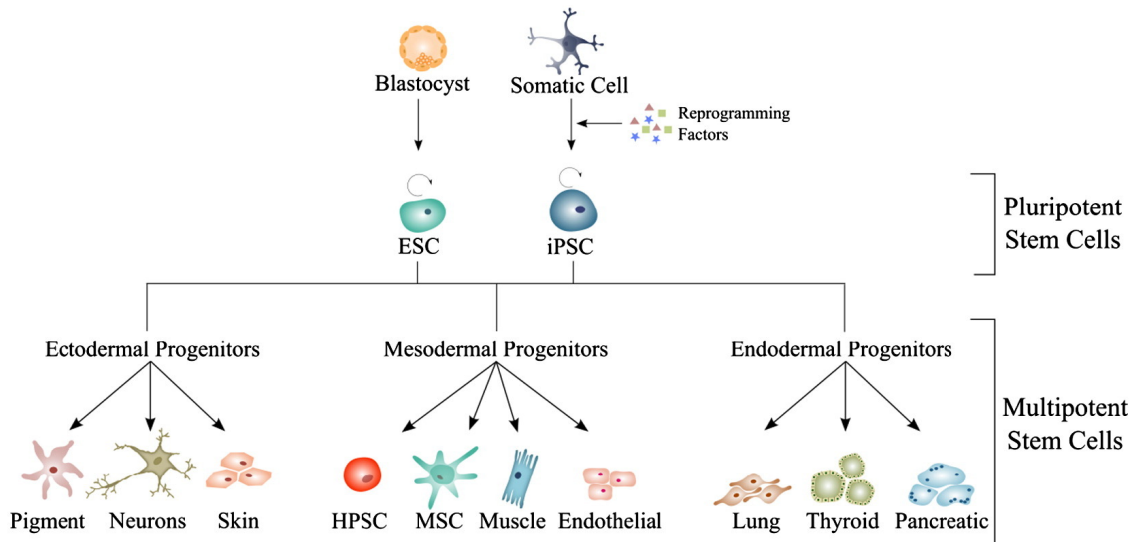 Blastocyst
Somatic Cell
Reprogramming
Factors
ESC
iPSC
Pluripotent
Stem Cells
Ectodermal Progenitors
Mesodermal Progenitors
Endodermal Progenitors
Multipotent
Stem Cells
Pigment
Neurons
Skin
HPSC
MSC
Muscle
Endothelial
Lung
Thyroid
Pancreatic